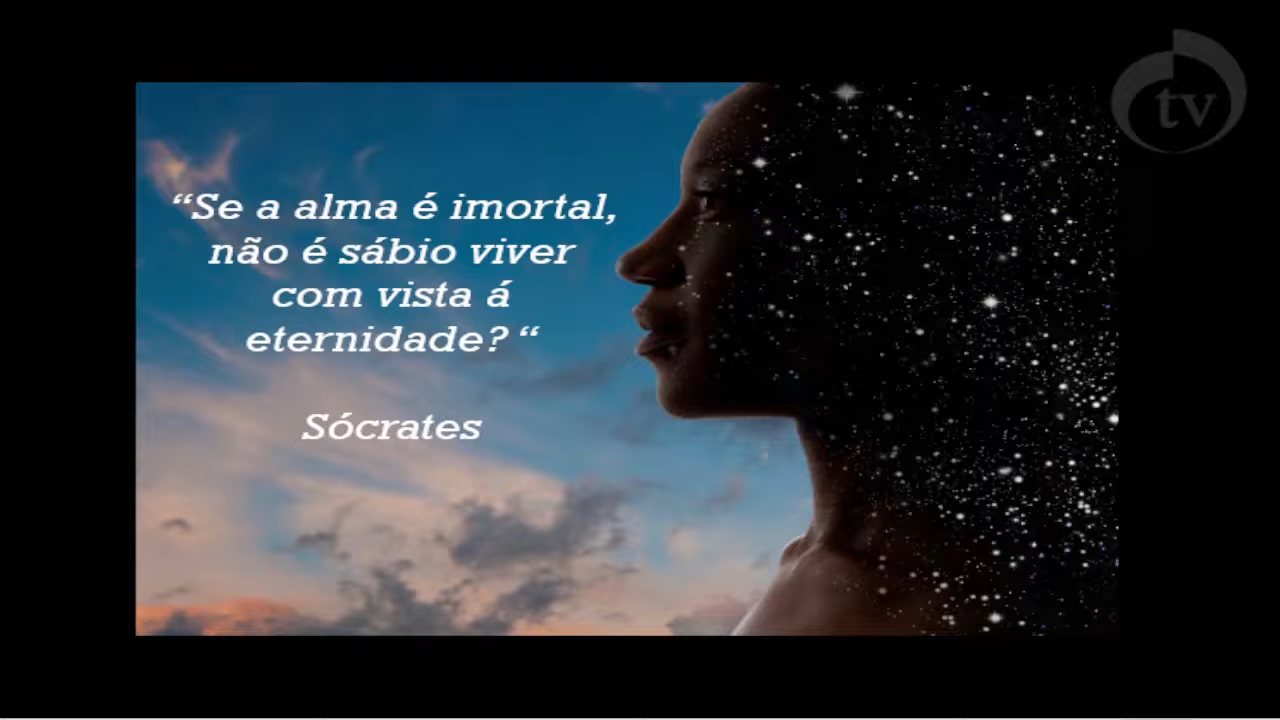 “Se a alma é imortal,
não é sábio viver
com vista á
eternidade? “
Sócrates
tv